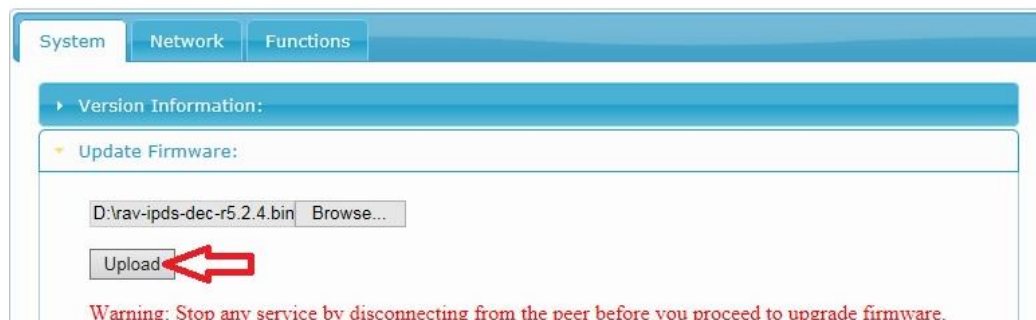 System Network Functions
Version Information:
Update Firmware:
D:\rav-ipds-dec-r5.2.4.bin Browse...
Upload
Warning: Stop any service by disconnecting from the peer before you proceed to upgrade firmware.